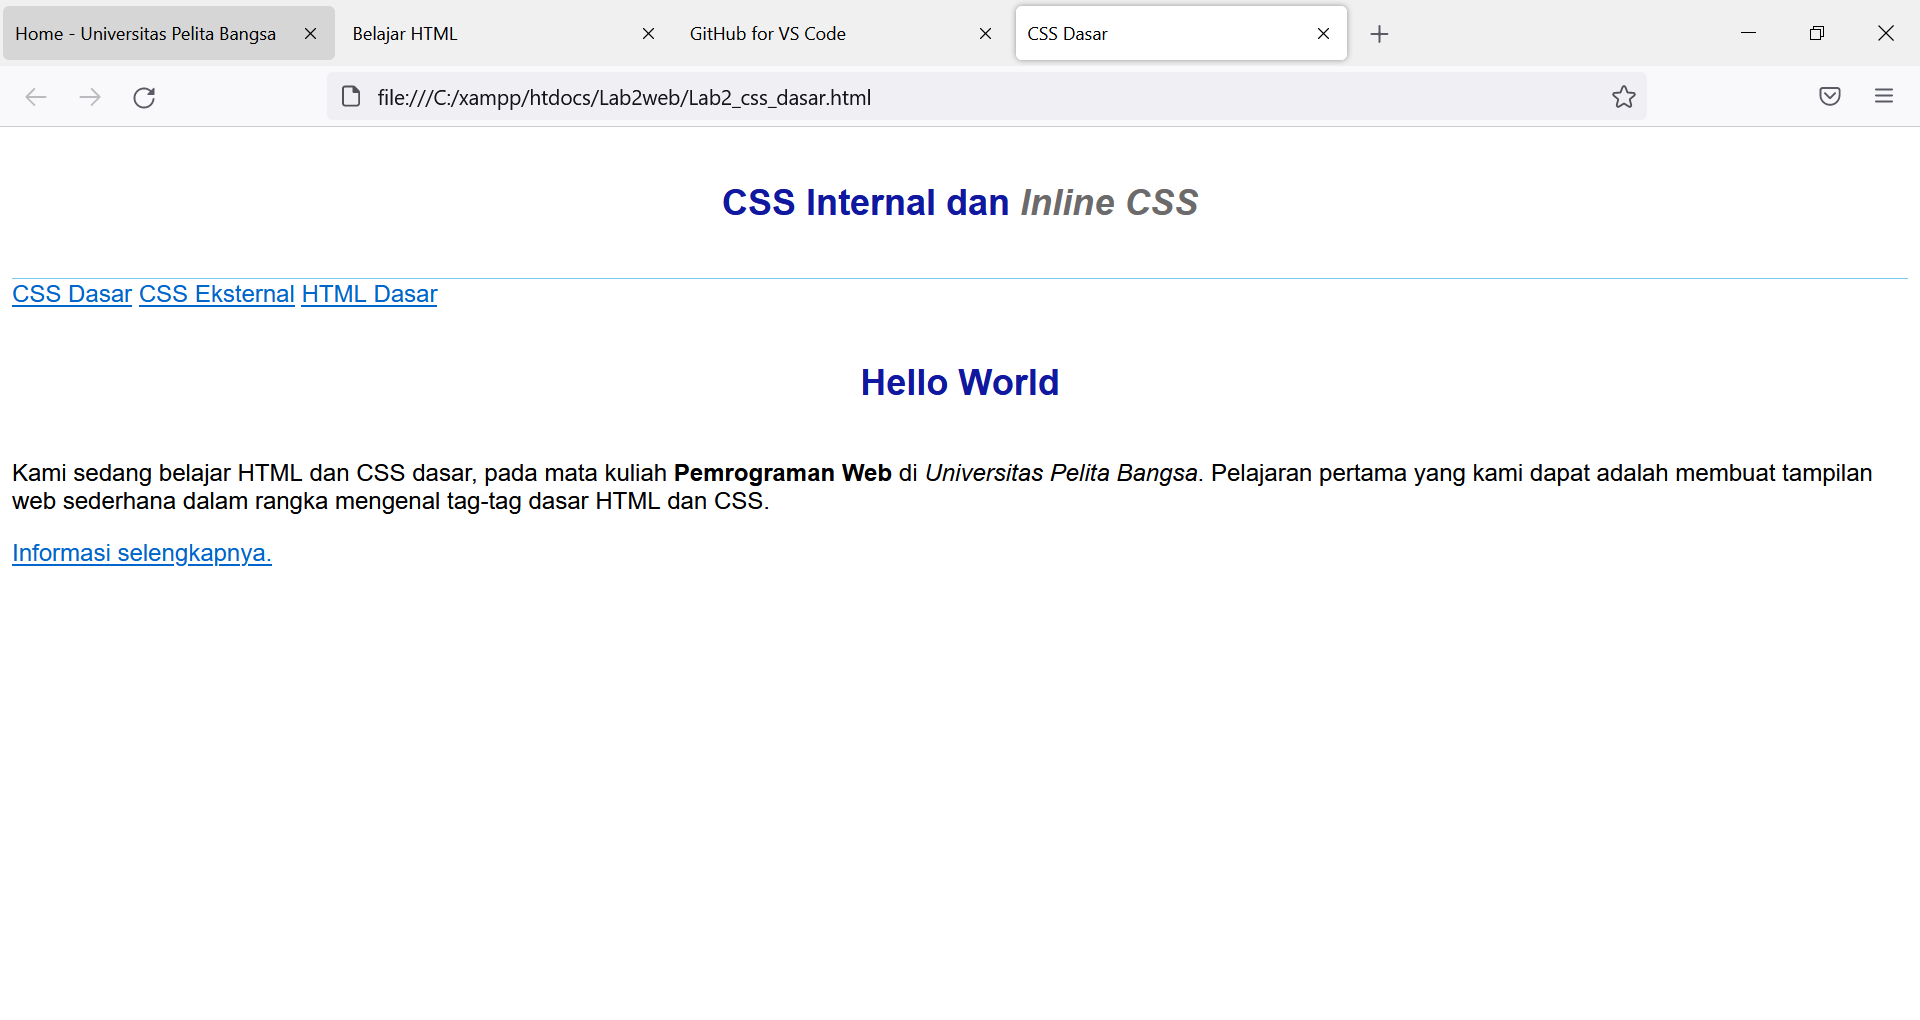 Home - Universitas Pelita Bangsa
Belajar HTML
GitHub for VS Code
CSS Dasar
file:///C:/xampp/htdocs/Lab2web/Lab2_css_dasar.html
CSS Internal dan Inline CSS
CSS Dasar CSS Eksternal HTML Dasar
Hello World
Kami sedang belajar HTML dan CSS dasar, pada mata kuliah Pemrograman Web di Universitas Pelita Bangsa. Pelajaran pertama yang kami dapat adalah membuat tampilan
web sederhana dalam rangka mengenal tag-tag dasar HTML dan CSS.
Informasi selengkapnya.